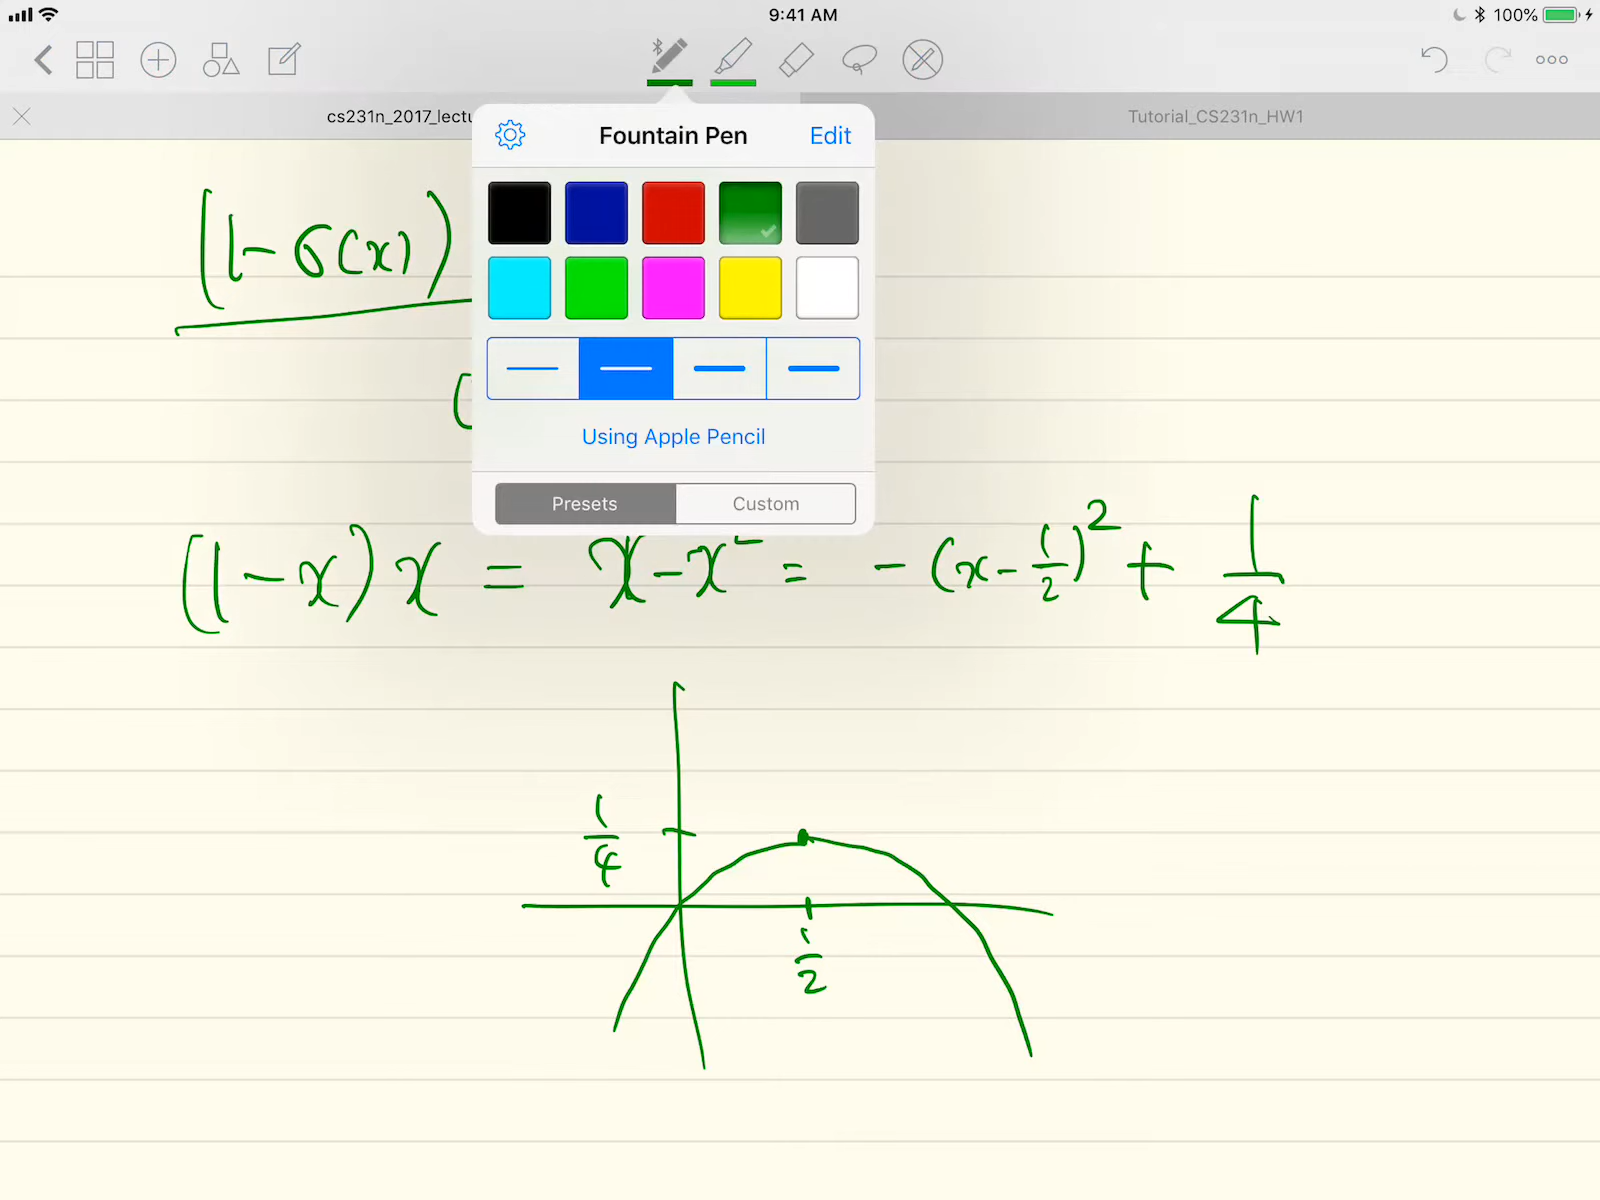 9:41 AM 100%
cs231n_2017_lectu Tutorial_CS231n_HW1
Fountain Pen Edit
(1-σ(x))
Using Apple Pencil
Presets Custom
(1-x)x = x-x² = -(x-1/2)² + 1/4
1/4
1/2